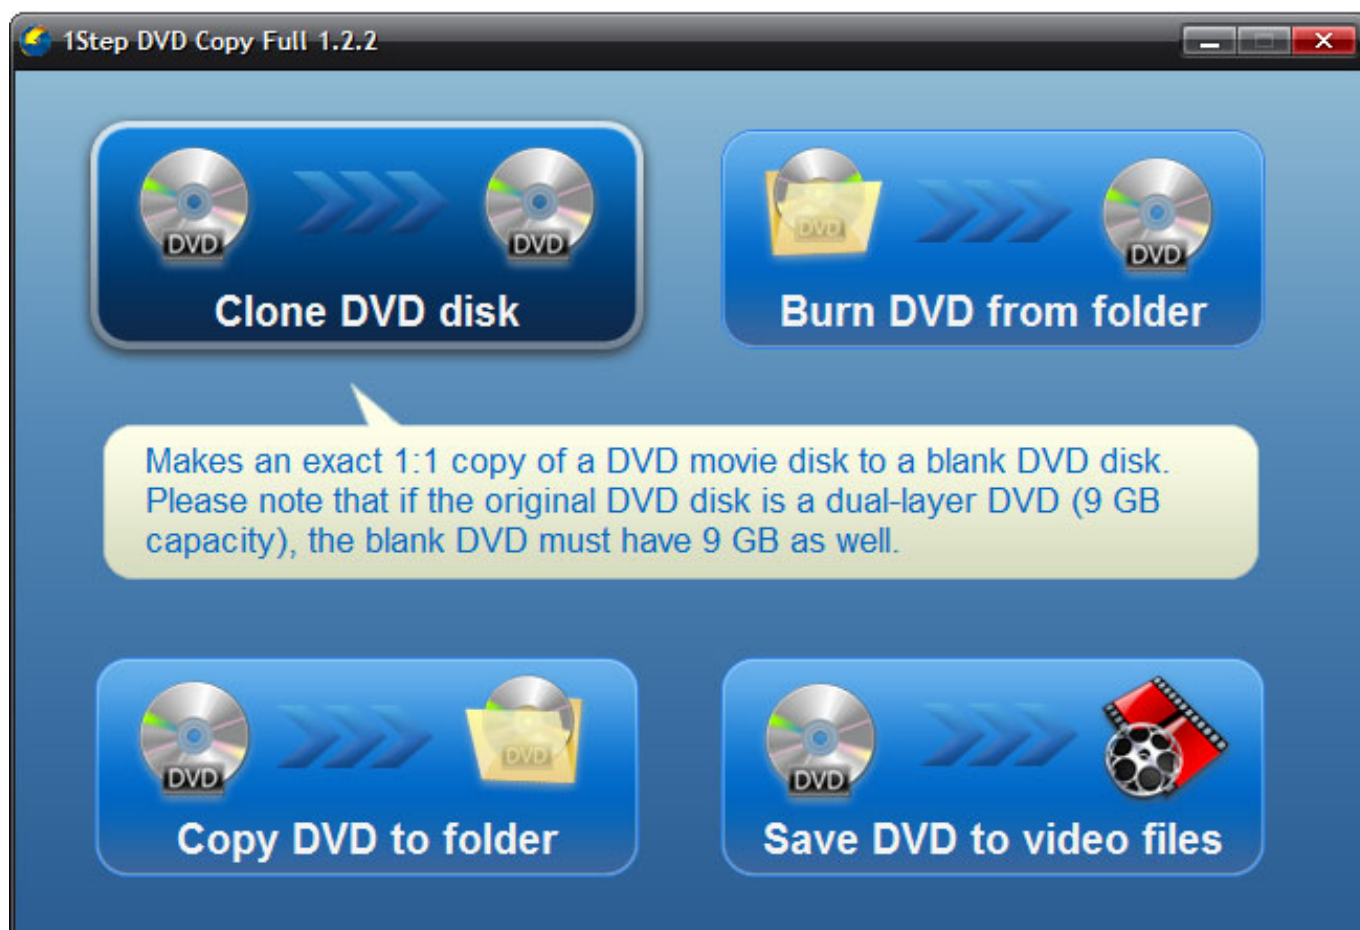 1Step DVD Copy Full 1.2.2
DVD
DVD
Clone DVD disk
DVD
DVD
Burn DVD from folder
Makes an exact 1:1 copy of a DVD movie disk to a blank DVD disk.
Please note that if the original DVD disk is a dual-layer DVD (9 GB
capacity), the blank DVD must have 9 GB as well.
DVD
DVD
Copy DVD to folder
DVD
Save DVD to video files